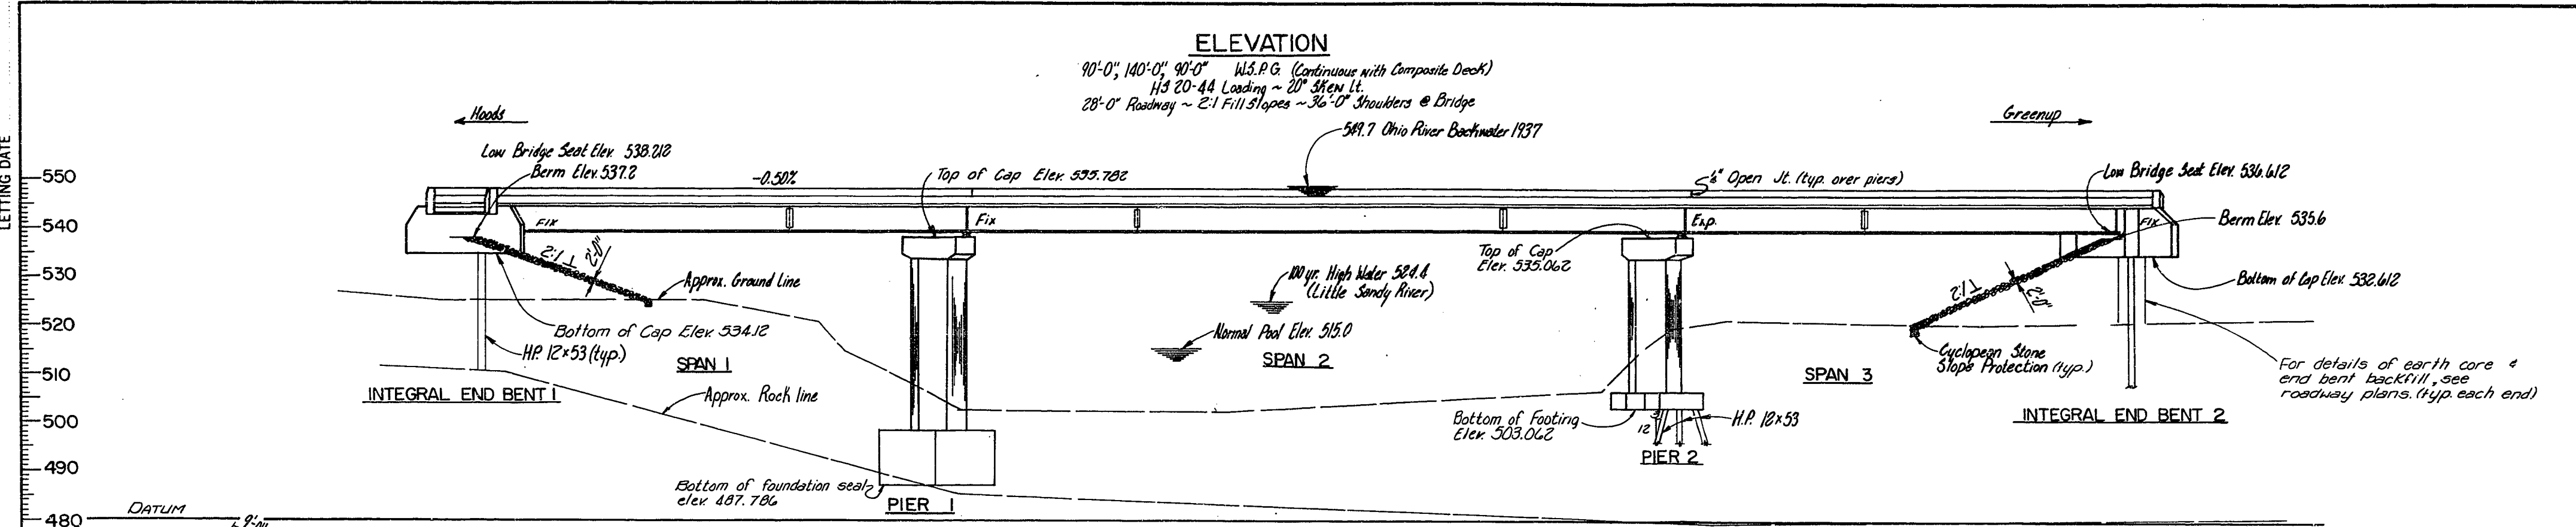 ELEVATION
90'-0", 140'-0", 90'-0" W.S.P.G. (Continuous with Composite Deck)
HS 20-44 Loading ~ 20° Skew Lt.
28'-0" Roadway ~ 2:1 Fill Slopes ~ 36'-0" Shoulders @ Bridge
Hoods
Greenup
549.7 Ohio River Backwater 1937
LETTING DATE
Low Bridge Seat Elev. 538.212
Berm Elev. 537.2
-0.50%
Top of Cap Elev. 535.782
Open Jt. (typ. over piers)
Low Bridge Seat Elev. 536.612
Berm Elev. 535.6
550
540
530
520
510
500
490
480
Fix
Fix
Exp.
Fix
2:1
2'-0"
Approx. Ground line
100 yr. High Water 524.4
(Little Sandy River)
Top of Cap
Elev. 535.062
2:1
2'-0"
Bottom of Cap Elev. 532.612
Bottom of Cap Elev. 534.12
H.P. 12x53 (typ.)
Normal Pool Elev. 515.0
SPAN 1
SPAN 2
SPAN 3
Cyclopean Stone
Slope Protection (typ.)
For details of earth core &
end bent backfill, see
roadway plans. (typ. each end)
INTEGRAL END BENT 1
Approx. Rock line
INTEGRAL END BENT 2
Bottom of Footing
Elev. 503.062
12
H.P. 12x53
PIER 2
Bottom of foundation seal
elev. 487.786
PIER 1
DATUM